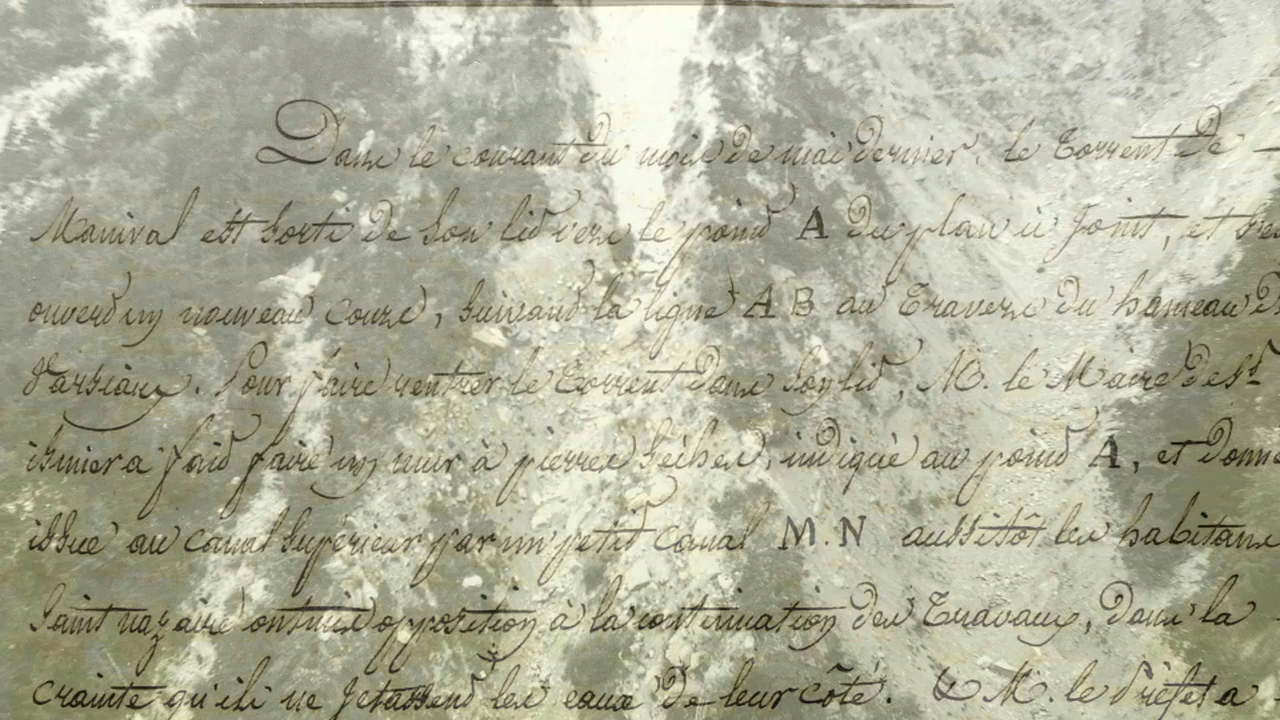 Dans le courant du mois de mai dernier, le Torrent de
Manival est sorti de son lit vers le point A du plan ci joint, et s'est
ouvert un nouveau cours, suivant la ligne A B au travers du hameau de
. Pour faire rentrer le Torrent dans son lit, M. le Maire de St
ismier a fait faire un mur à pierres sèches, indiqué au point A, et donné
issue au canal supérieur par un petit canal M.N aussitôt les habitans
Saint nazaire ont mis opposition à la continuation des Travaux, dans la
crainte qu'ils ne jetassent les eaux de leur côté. M. le Préfet a